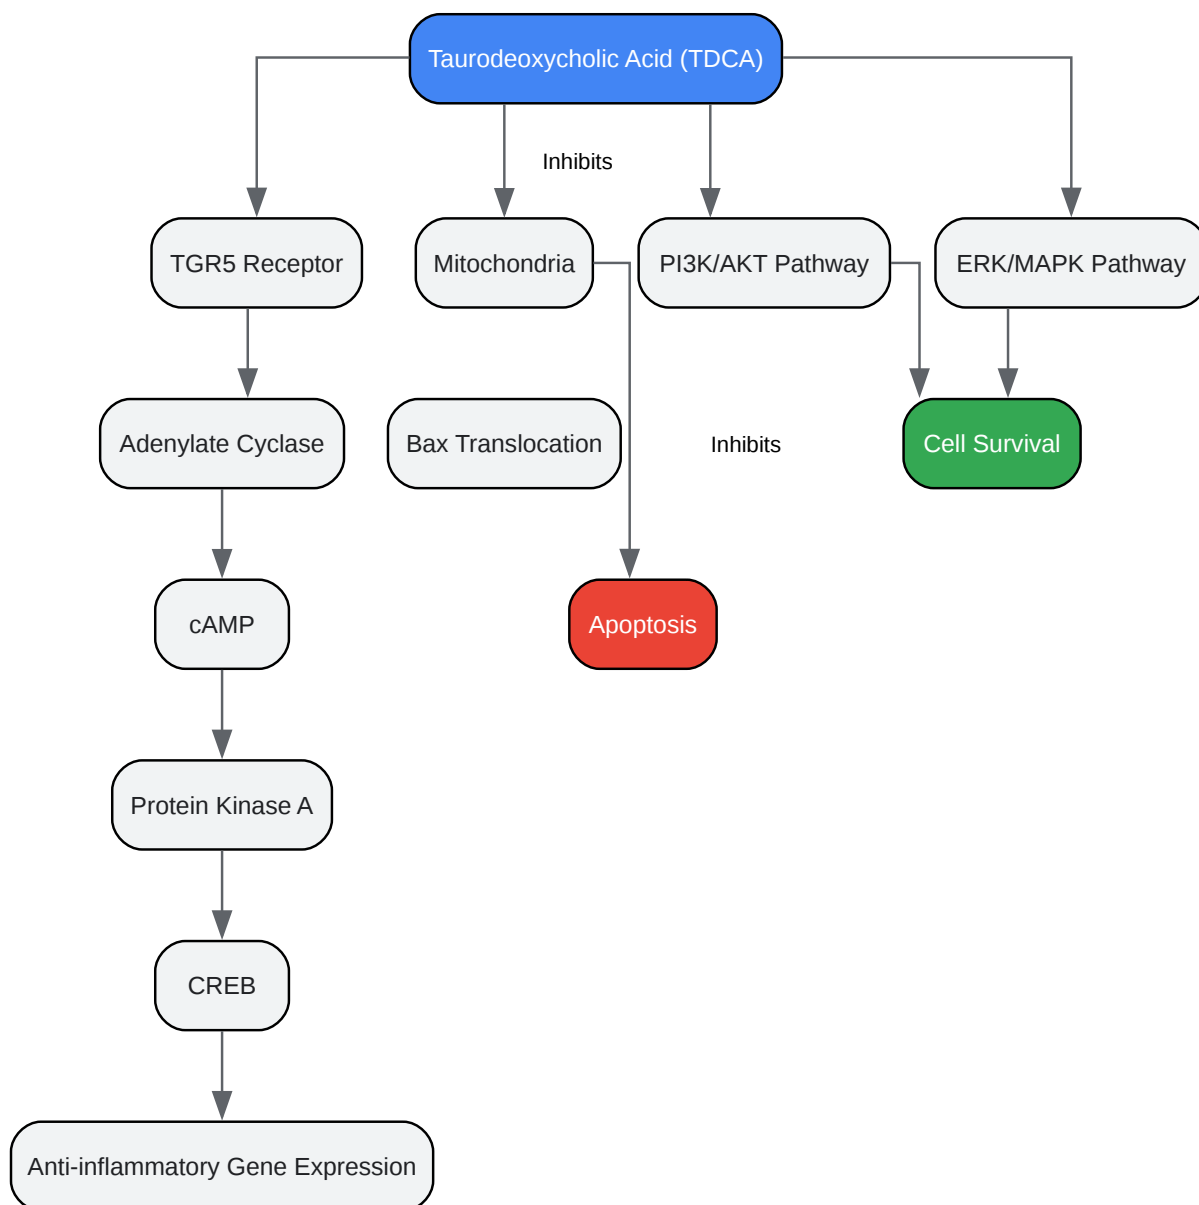 Taurodeoxycholic Acid (TDCA)
Inhibits
TGR5 Receptor
Mitochondria
PI3K/AKT Pathway
ERK/MAPK Pathway
Adenylate Cyclase
Bax Translocation
Inhibits
Cell Survival
cAMP
Apoptosis
Protein Kinase A
CREB
Anti-inflammatory Gene Expression